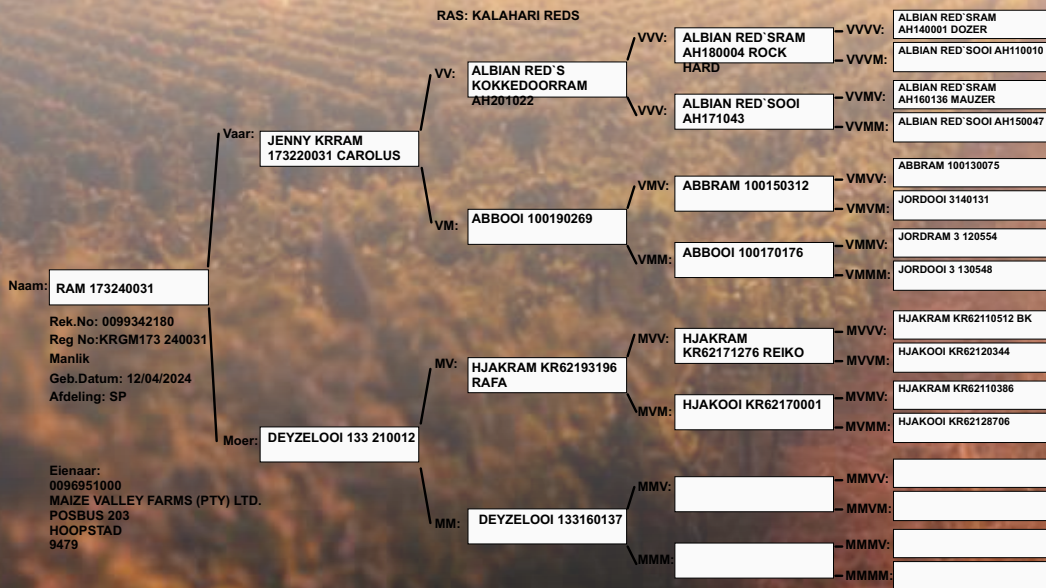 RAS: KALAHARI REDS
Naam:
RAM 173240031
Rek.No: 0099342180
Reg No:KRGM173 240031
Manlik
Geb.Datum: 12/04/2024
Afdeling: SP
Eienaar:
0096951000
MAIZE VALLEY FARMS (PTY) LTD.
POSBUS 203
HOOPSTAD
9479
Vaar:
JENNY KRRAM
173220031 CAROLUS
Moer:
DEYZELOOI 133 210012
VV:
ALBIAN RED`S
KOKKEDOORRAM
AH201022
VM:
ABBOOI 100190269
MV:
HJAKRAM KR62193196
RAFA
MM:
DEYZELOOI 133160137
VVV:
ALBIAN RED`SRAM
AH180004 ROCK
HARD
VVV:
ALBIAN RED`SOOI
AH171043
VMV:
ABBRAM 100150312
VMM:
ABBOOI 100170176
MVV:
HJAKRAM
KR62171276 REIKO
MVM:
HJAKOOI KR62170001
MMV:
MMM:
VVVV:
ALBIAN RED`SRAM
AH140001 DOZER
VVVM:
ALBIAN RED`SOOI AH110010
VVMV:
ALBIAN RED`SRAM
AH160136 MAUZER
VVMM:
ALBIAN RED`SOOI AH150047
VMVV:
ABBRAM 100130075
VMVM:
JORDOOI 3140131
VMMV:
JORDRAM 3 120554
VMMM:
JORDOOI 3 130548
MVVV:
HJAKRAM KR62110512 BK
MVVM:
HJAKOOI KR62120344
MVMV:
HJAKRAM KR62110386
MVMM:
HJAKOOI KR62128706
MMVV:
MMVM:
MMMV:
MMMM: